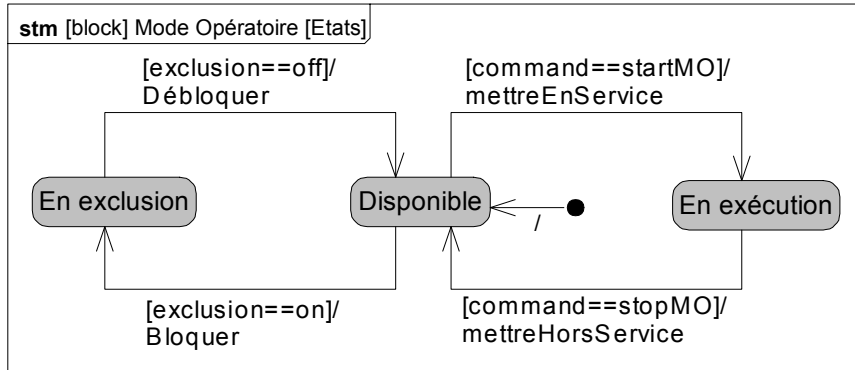 stm [block] Mode Opératoire [Etats]
[exclusion==off]/
Débloquer
[command==startMO]/
mettreEnService
En exclusion
Disponible
En exécution
/
[exclusion==on]/
Bloquer
[command==stopMO]/
mettreHorsService